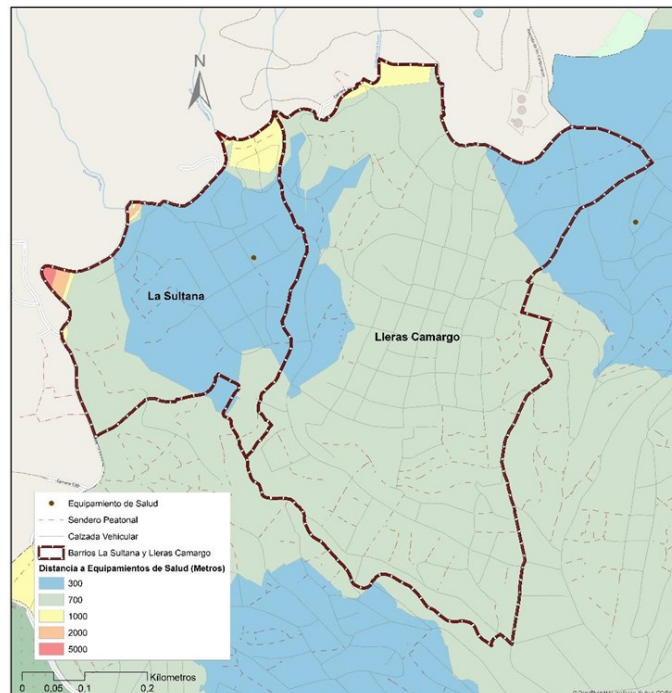 N
La Sultana
Lleras Camargo
Equipamiento de Salud
Sendero Peatonal
Calzada Vehicular
Barrios La Sultana y Lleras Camargo
Distancia a Equipamientos de Salud (Metros)
300
700
1000
2000
5000
Kilometros
0 0,05 0,1 0,2